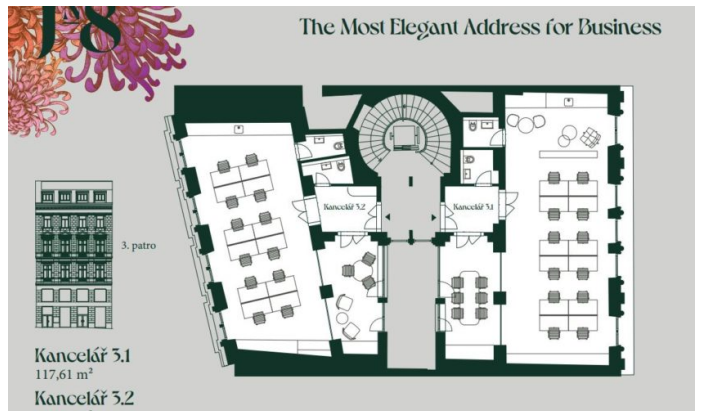 The Most Elegant Address for Business
Kancelář 3.2
Kancelář 3.1
3. patro
Kancelář 3.1
117,61 m²
Kancelář 3.2